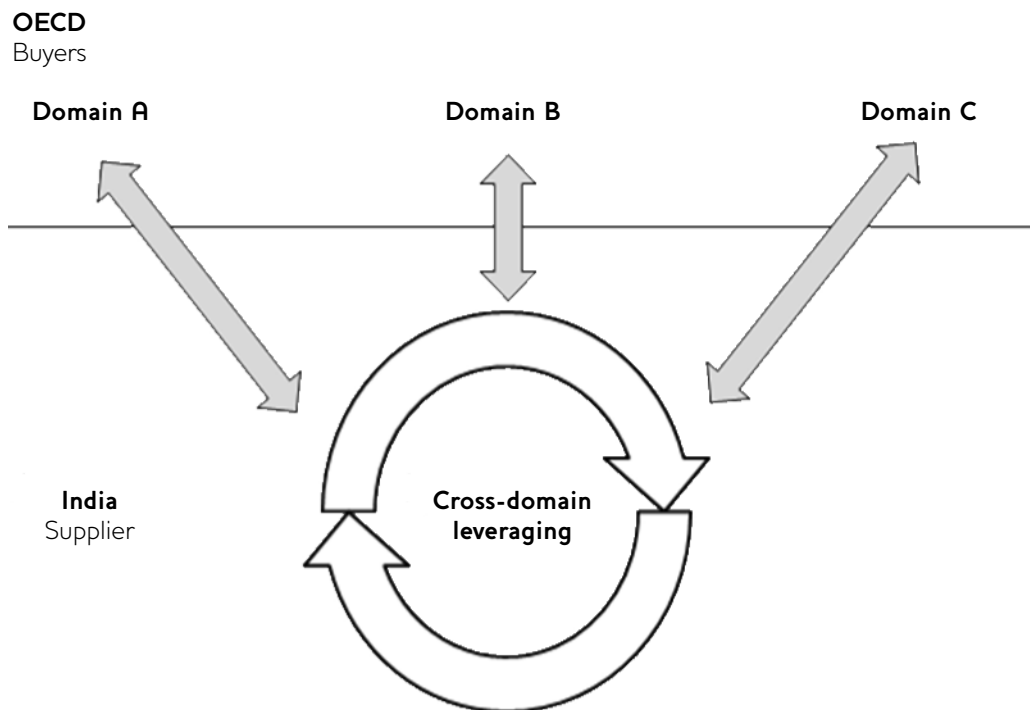 OECD
Buyers
Domain A
Domain B
Domain C
India
Supplier
Cross-domain
leveraging